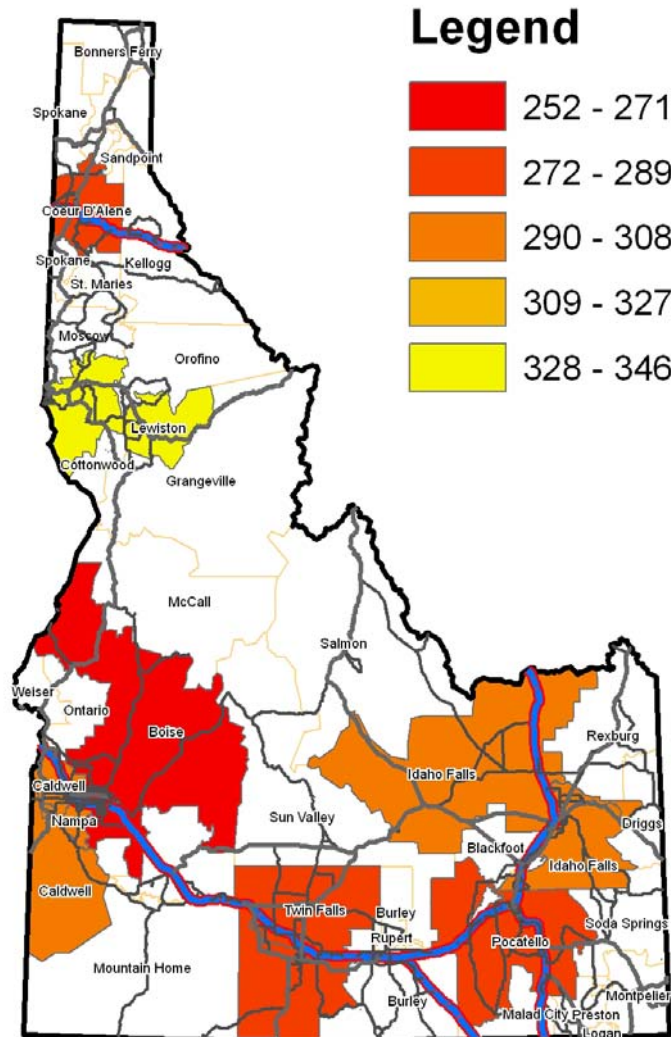 Legend
252 - 271
272 - 289
290 - 308
309 - 327
328 - 346
Bonners Ferry
Spokane
Sandpoint
Coeur D'Alene
Spokane
Kellogg
St. Maries
Moscow
Orofino
Lewiston
Cottonwood
Grangeville
McCall
Salmon
Weiser
Ontario
Boise
Rexburg
Idaho Falls
Caldwell
Sun Valley
Nampa
Driggs
Blackfoot
Idaho Falls
Caldwell
Twin Falls
Burley
Soda Springs
Rupert
Pocatello
Mountain Home
Montpelier
Burley
Malad City Preston
Logan